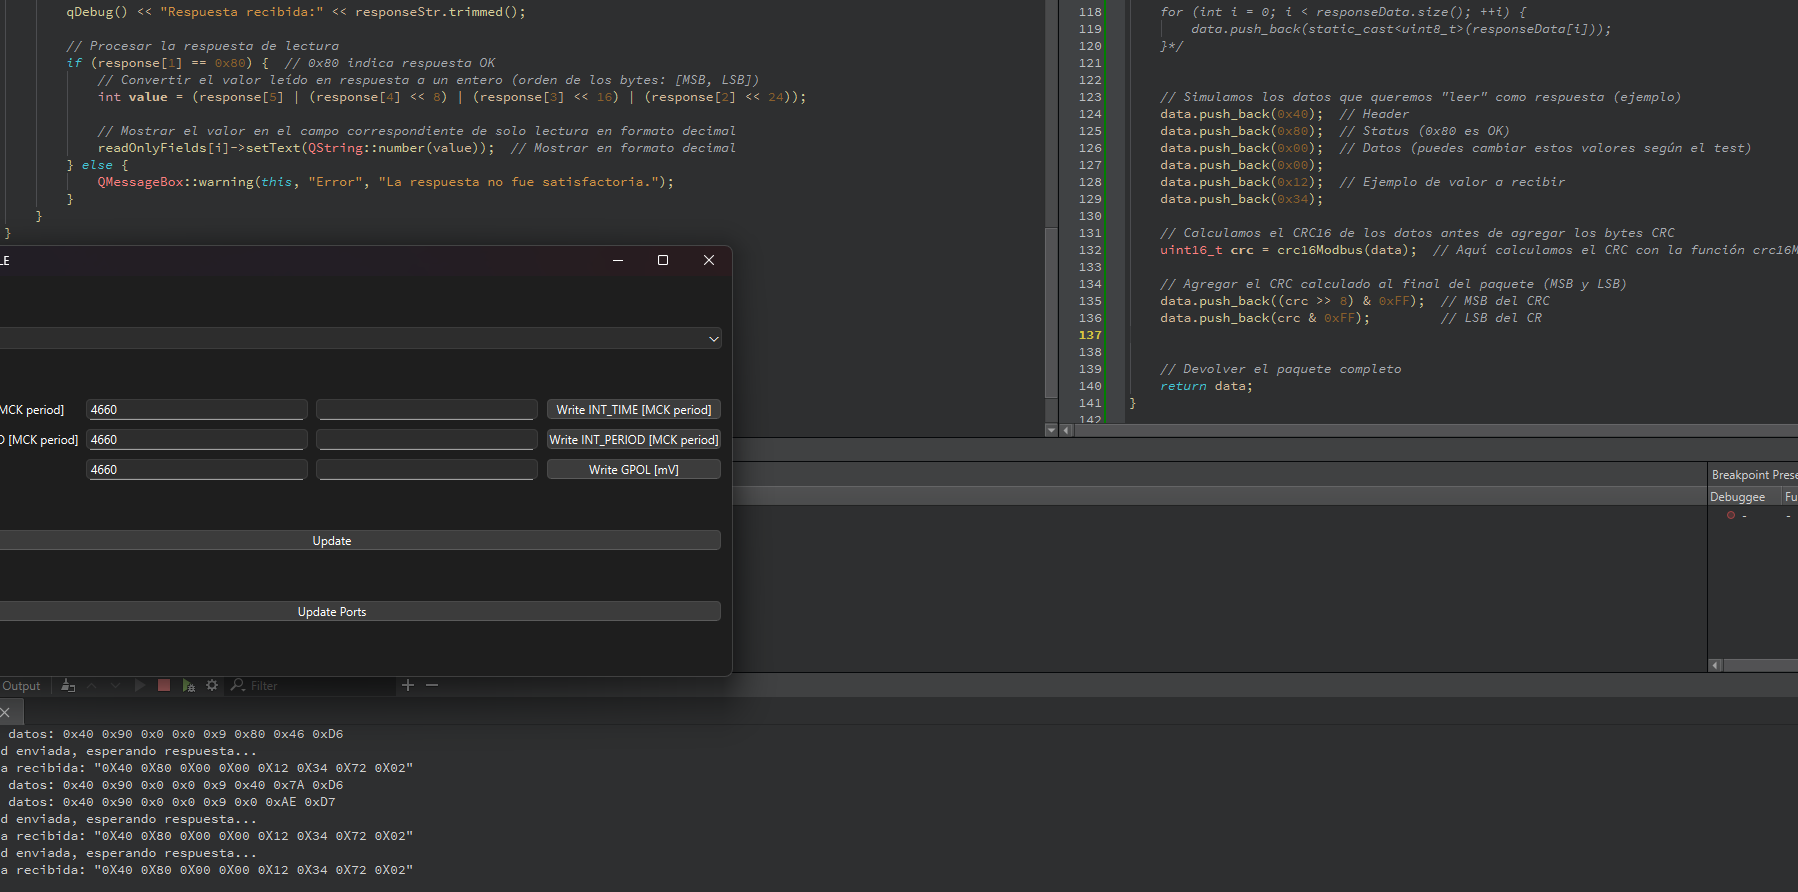 qDebug() << "Respuesta recibida:" << responseStr.trimmed();
// Procesar la respuesta de lectura
if (response[1] == 0x80) {  // 0x80 indica respuesta OK
// Convertir el valor leído en respuesta a un entero (orden de los bytes: [MSB, LSB])
int value = (response[5] | (response[4] << 8) | (response[3] << 16) | (response[2] << 24));
// Mostrar el valor en el campo correspondiente de solo lectura en formato decimal
readOnlyFields[i]->setText(QString::number(value));  // Mostrar en formato decimal
} else {
QMessageBox::warning(this, "Error", "La respuesta no fue satisfactoria.");
}
}
}
118 for (int i = 0; i < responseData.size(); ++i) {
119 data.push_back(static_cast<uint8_t>(responseData[i]));
120 }*/
121
122
123 // Simulamos los datos que queremos "leer" como respuesta (ejemplo)
124 data.push_back(0x40);  // Header
125 data.push_back(0x80);  // Status (0x80 es OK)
126 data.push_back(0x00);  // Datos (puedes cambiar estos valores según el test)
127 data.push_back(0x00);
128 data.push_back(0x12);  // Ejemplo de valor a recibir
129 data.push_back(0x34);
130
131 // Calculamos el CRC16 de los datos antes de agregar los bytes CRC
132 uint16_t crc = crc16Modbus(data);  // Aquí calculamos el CRC con la función crc16M
133
134 // Agregar el CRC calculado al final del paquete (MSB y LSB)
135 data.push_back((crc >> 8) & 0xFF);  // MSB del CRC
136 data.push_back(crc & 0xFF);         // LSB del CR
137
138
139 // Devolver el paquete completo
140 return data;
141 }
142
LE
MCK period] 4660 Write INT_TIME [MCK period]
D [MCK period] 4660 Write INT_PERIOD [MCK period]
4660 Write GPOL [mV]
Update
Update Ports
Breakpoint Prese
Debuggee Fu
- -
Output Filter
datos: 0x40 0x90 0x0 0x0 0x9 0x80 0x46 0xD6
d enviada, esperando respuesta...
a recibida: "0X40 0X80 0X00 0X00 0X12 0X34 0X72 0X02"
datos: 0x40 0x90 0x0 0x0 0x9 0x40 0x7A 0xD6
datos: 0x40 0x90 0x0 0x0 0x9 0x0 0xAE 0xD7
d enviada, esperando respuesta...
a recibida: "0X40 0X80 0X00 0X00 0X12 0X34 0X72 0X02"
d enviada, esperando respuesta...
a recibida: "0X40 0X80 0X00 0X00 0X12 0X34 0X72 0X02"